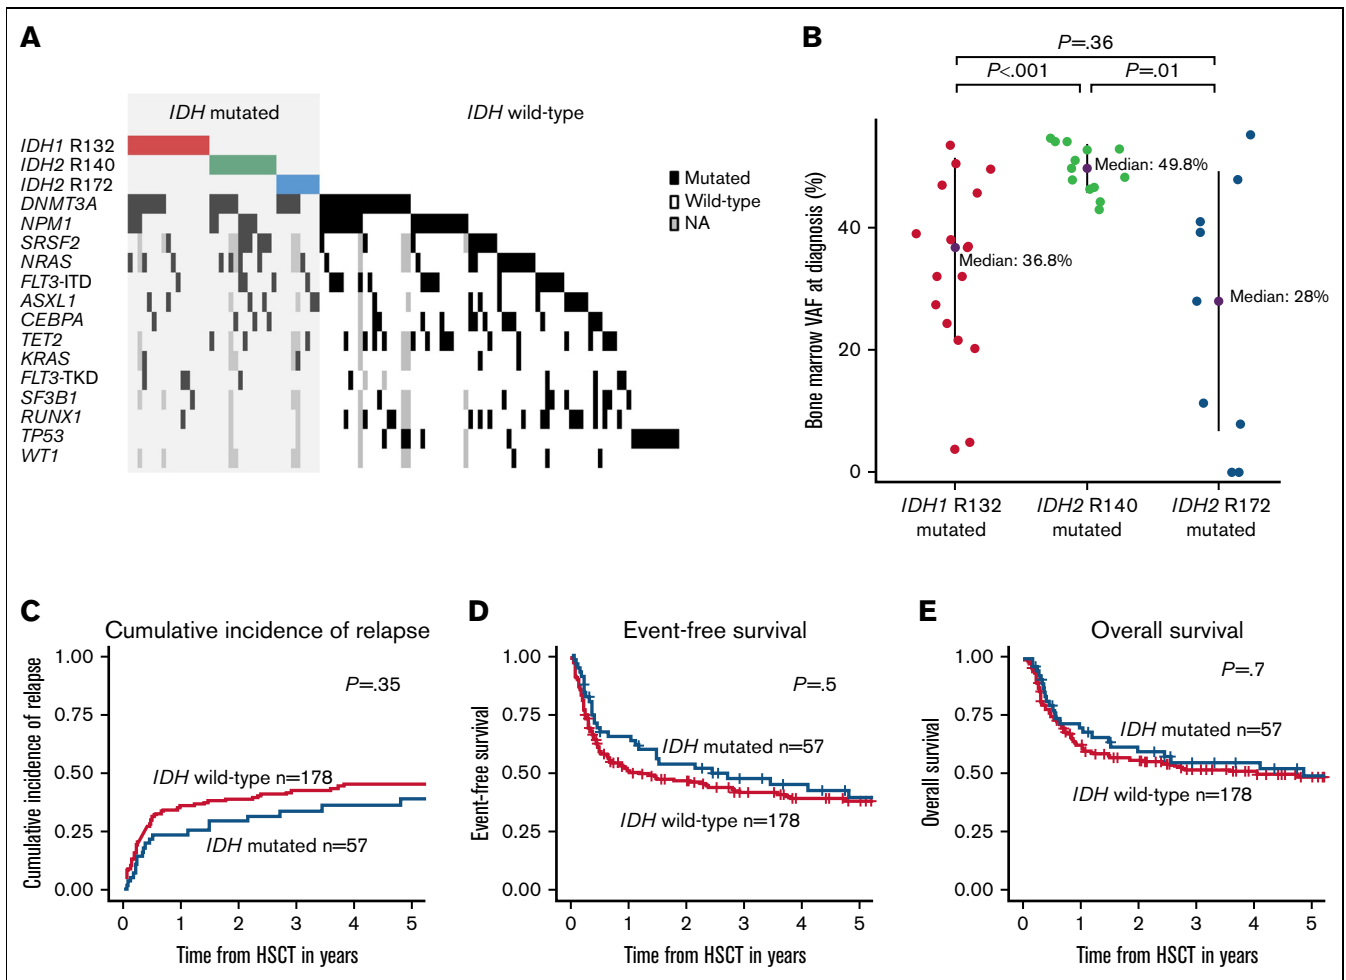 A
IDH mutated
IDH wild-type
IDH1 R132
IDH2 R140
IDH2 R172
DNMT3A
NPM1
SRSF2
NRAS
FLT3-ITD
ASXL1
CEBPA
TET2
KRAS
FLT3-TKD
SF3B1
RUNX1
TP53
WT1
Mutated
Wild-type
NA
B
P=.36
P<.001
P=.01
Bone marrow VAF at diagnosis (%)
40
20
0
Median: 49.8%
Median: 36.8%
Median: 28%
IDH1 R132
mutated
IDH2 R140
mutated
IDH2 R172
mutated
C
Cumulative incidence of relapse
Cumulative incidence of relapse
1.00
0.75
0.50
0.25
0.00
P=.35
IDH wild-type n=178
IDH mutated n=57
0 1 2 3 4 5
Time from HSCT in years
D
Event-free survival
Event-free survival
1.00
0.75
0.50
0.25
0.00
P=.5
IDH mutated n=57
IDH wild-type n=178
0 1 2 3 4 5
Time from HSCT in years
E
Overall survival
Overall survival
1.00
0.75
0.50
0.25
0.00
P=.7
IDH mutated n=57
IDH wild-type n=178
0 1 2 3 4 5
Time from HSCT in years